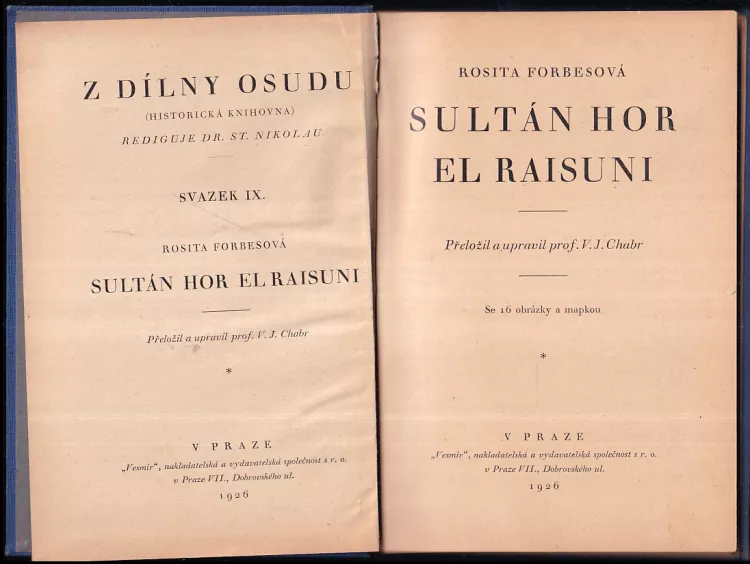 Z DÍLNY OSUDU
(HISTORICKÁ KNIHOVNA)
REDIGUJE DR. ST. NIKOLAU
SVAZEK IX.
ROSITA FORBESOVÁ
SULTÁN HOR EL RAISUNI
Přeložil a upravil prof. V. J. Chabr
*
V PRAZE
„Vesmír“, nakladatelská a vydavatelská společnost s r. o.
v Praze VII., Dobrovského ul.
1926
ROSITA FORBESOVÁ
SULTÁN HOR
EL RAISUNI
Přeložil a upravil prof. V. J. Chabr
Se 16 obrázky a mapkou
*
V PRAZE
„Vesmír“, nakladatelská a vydavatelská společnost s r. o.
v Praze VII., Dobrovského ul.
1926